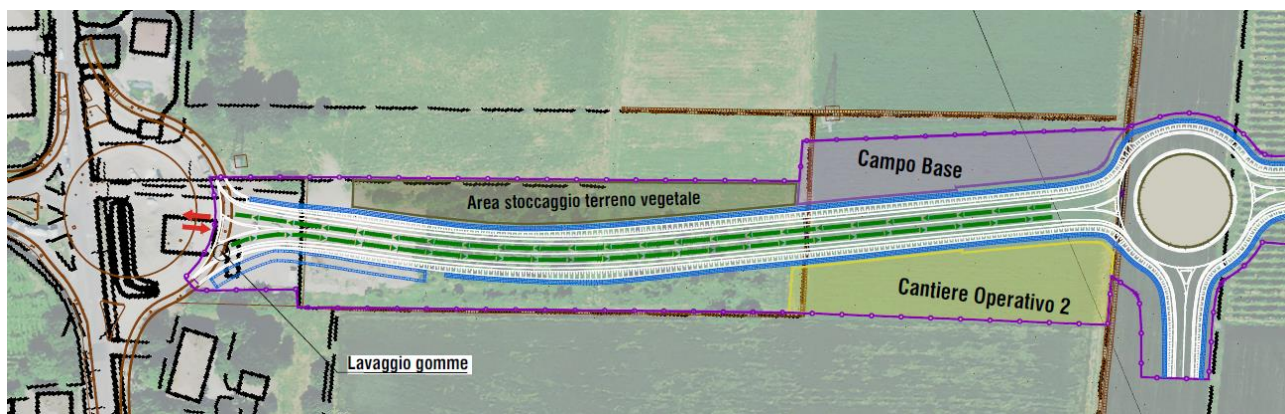 Campo Base
Area stoccaggio terreno vegetale
Cantiere Operativo 2
Lavaggio gomme